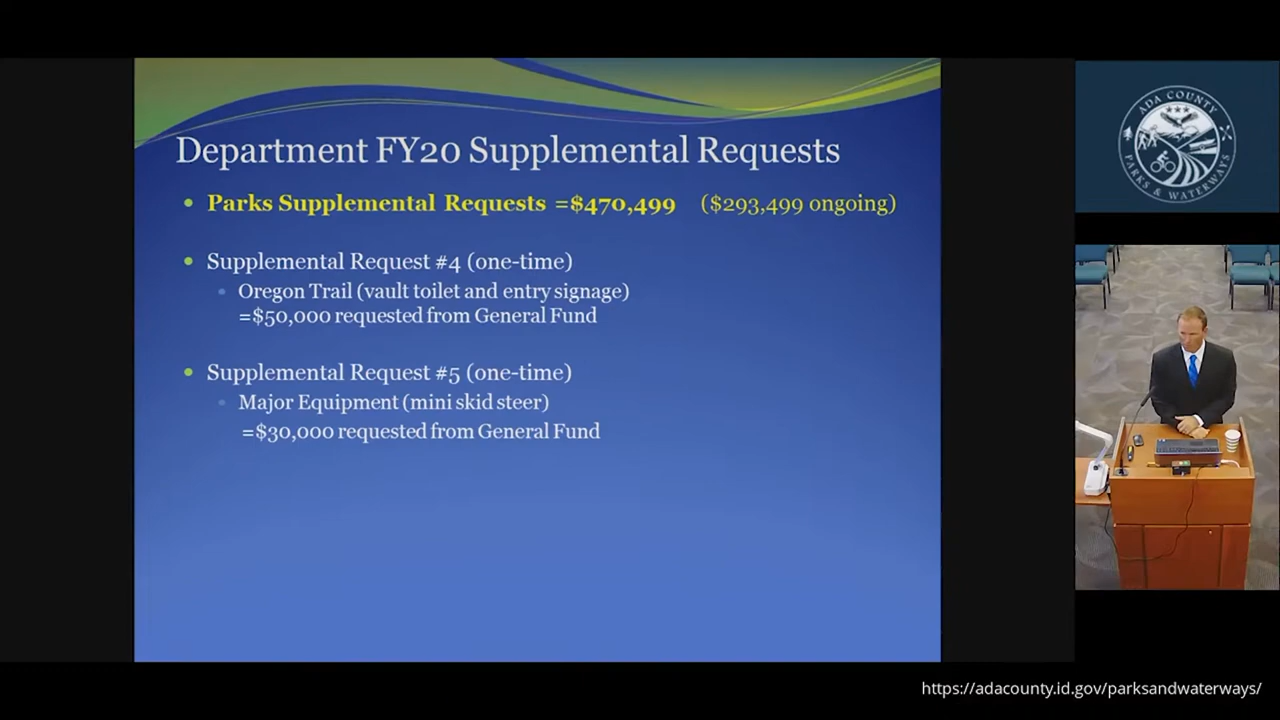 Department FY20 Supplemental Requests
Parks Supplemental Requests =$470,499 ($293,499 ongoing)
Supplemental Request #4 (one-time)
Oregon Trail (vault toilet and entry signage)
=$50,000 requested from General Fund
Supplemental Request #5 (one-time)
Major Equipment (mini skid steer)
=$30,000 requested from General Fund
ADA COUNTY
PARKS & WATERWAYS
https://adacounty.id.gov/parksandwaterways/